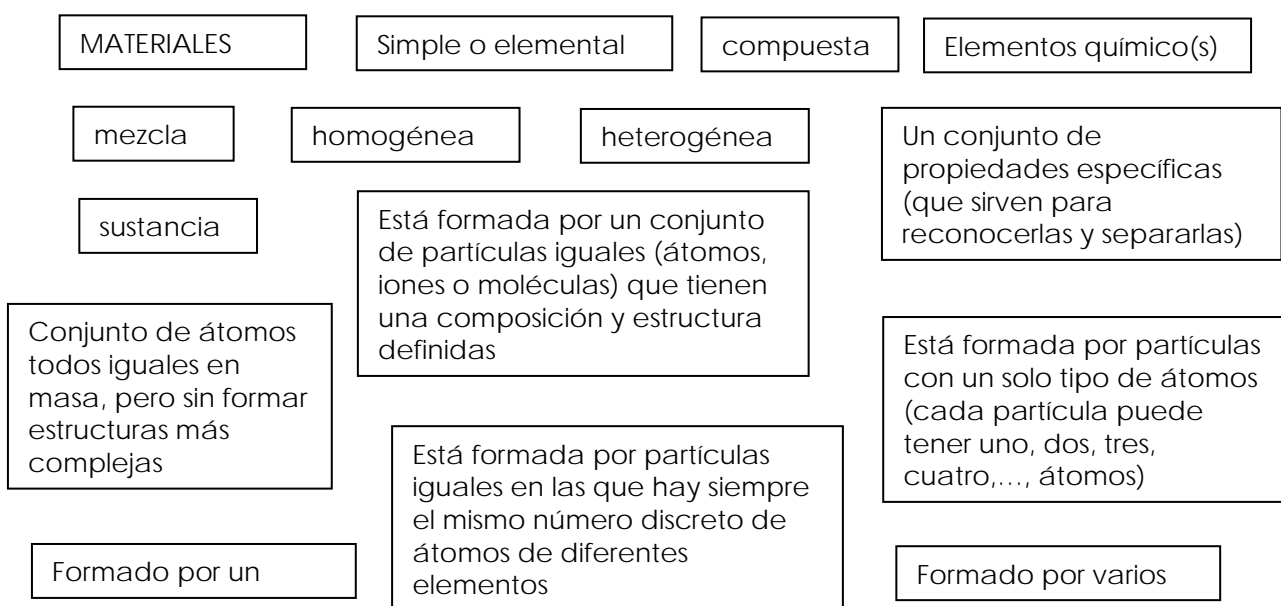 MATERIALES
Simple o elemental
compuesta
Elementos químico(s)
mezcla
homogénea
heterogénea
Un conjunto de
propiedades específicas
(que sirven para
reconocerlas y separarlas)
sustancia
Está formada por un conjunto
de partículas iguales (átomos,
iones o moléculas) que tienen
una composición y estructura
definidas
Conjunto de átomos
todos iguales en
masa, pero sin formar
estructuras más
complejas
Está formada por partículas
con un solo tipo de átomos
(cada partícula puede
tener uno, dos, tres,
cuatro,..., átomos)
Está formada por partículas
iguales en las que hay siempre
el mismo número discreto de
átomos de diferentes
elementos
Formado por un
Formado por varios